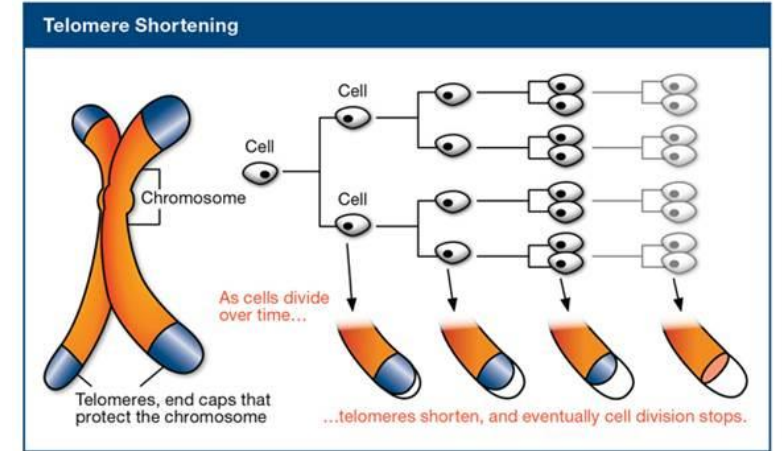 Telomere Shortening
Cell
Cell
Cell
Chromosome
As cells divide
over time...
Telomeres, end caps that
protect the chromosome
...telomeres shorten, and eventually cell division stops.